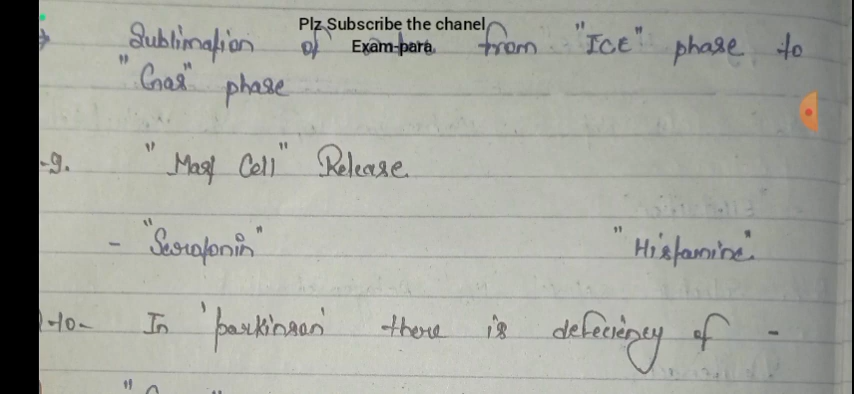 Plz Subscribe the chanel
Sublimation of from "ICE" phase to
Exam-para
"Gas" phase
-9. "Mast Cell" Release
- "Serotonin" "Histamine"
-10- In 'parkinson' there is defeciency of -